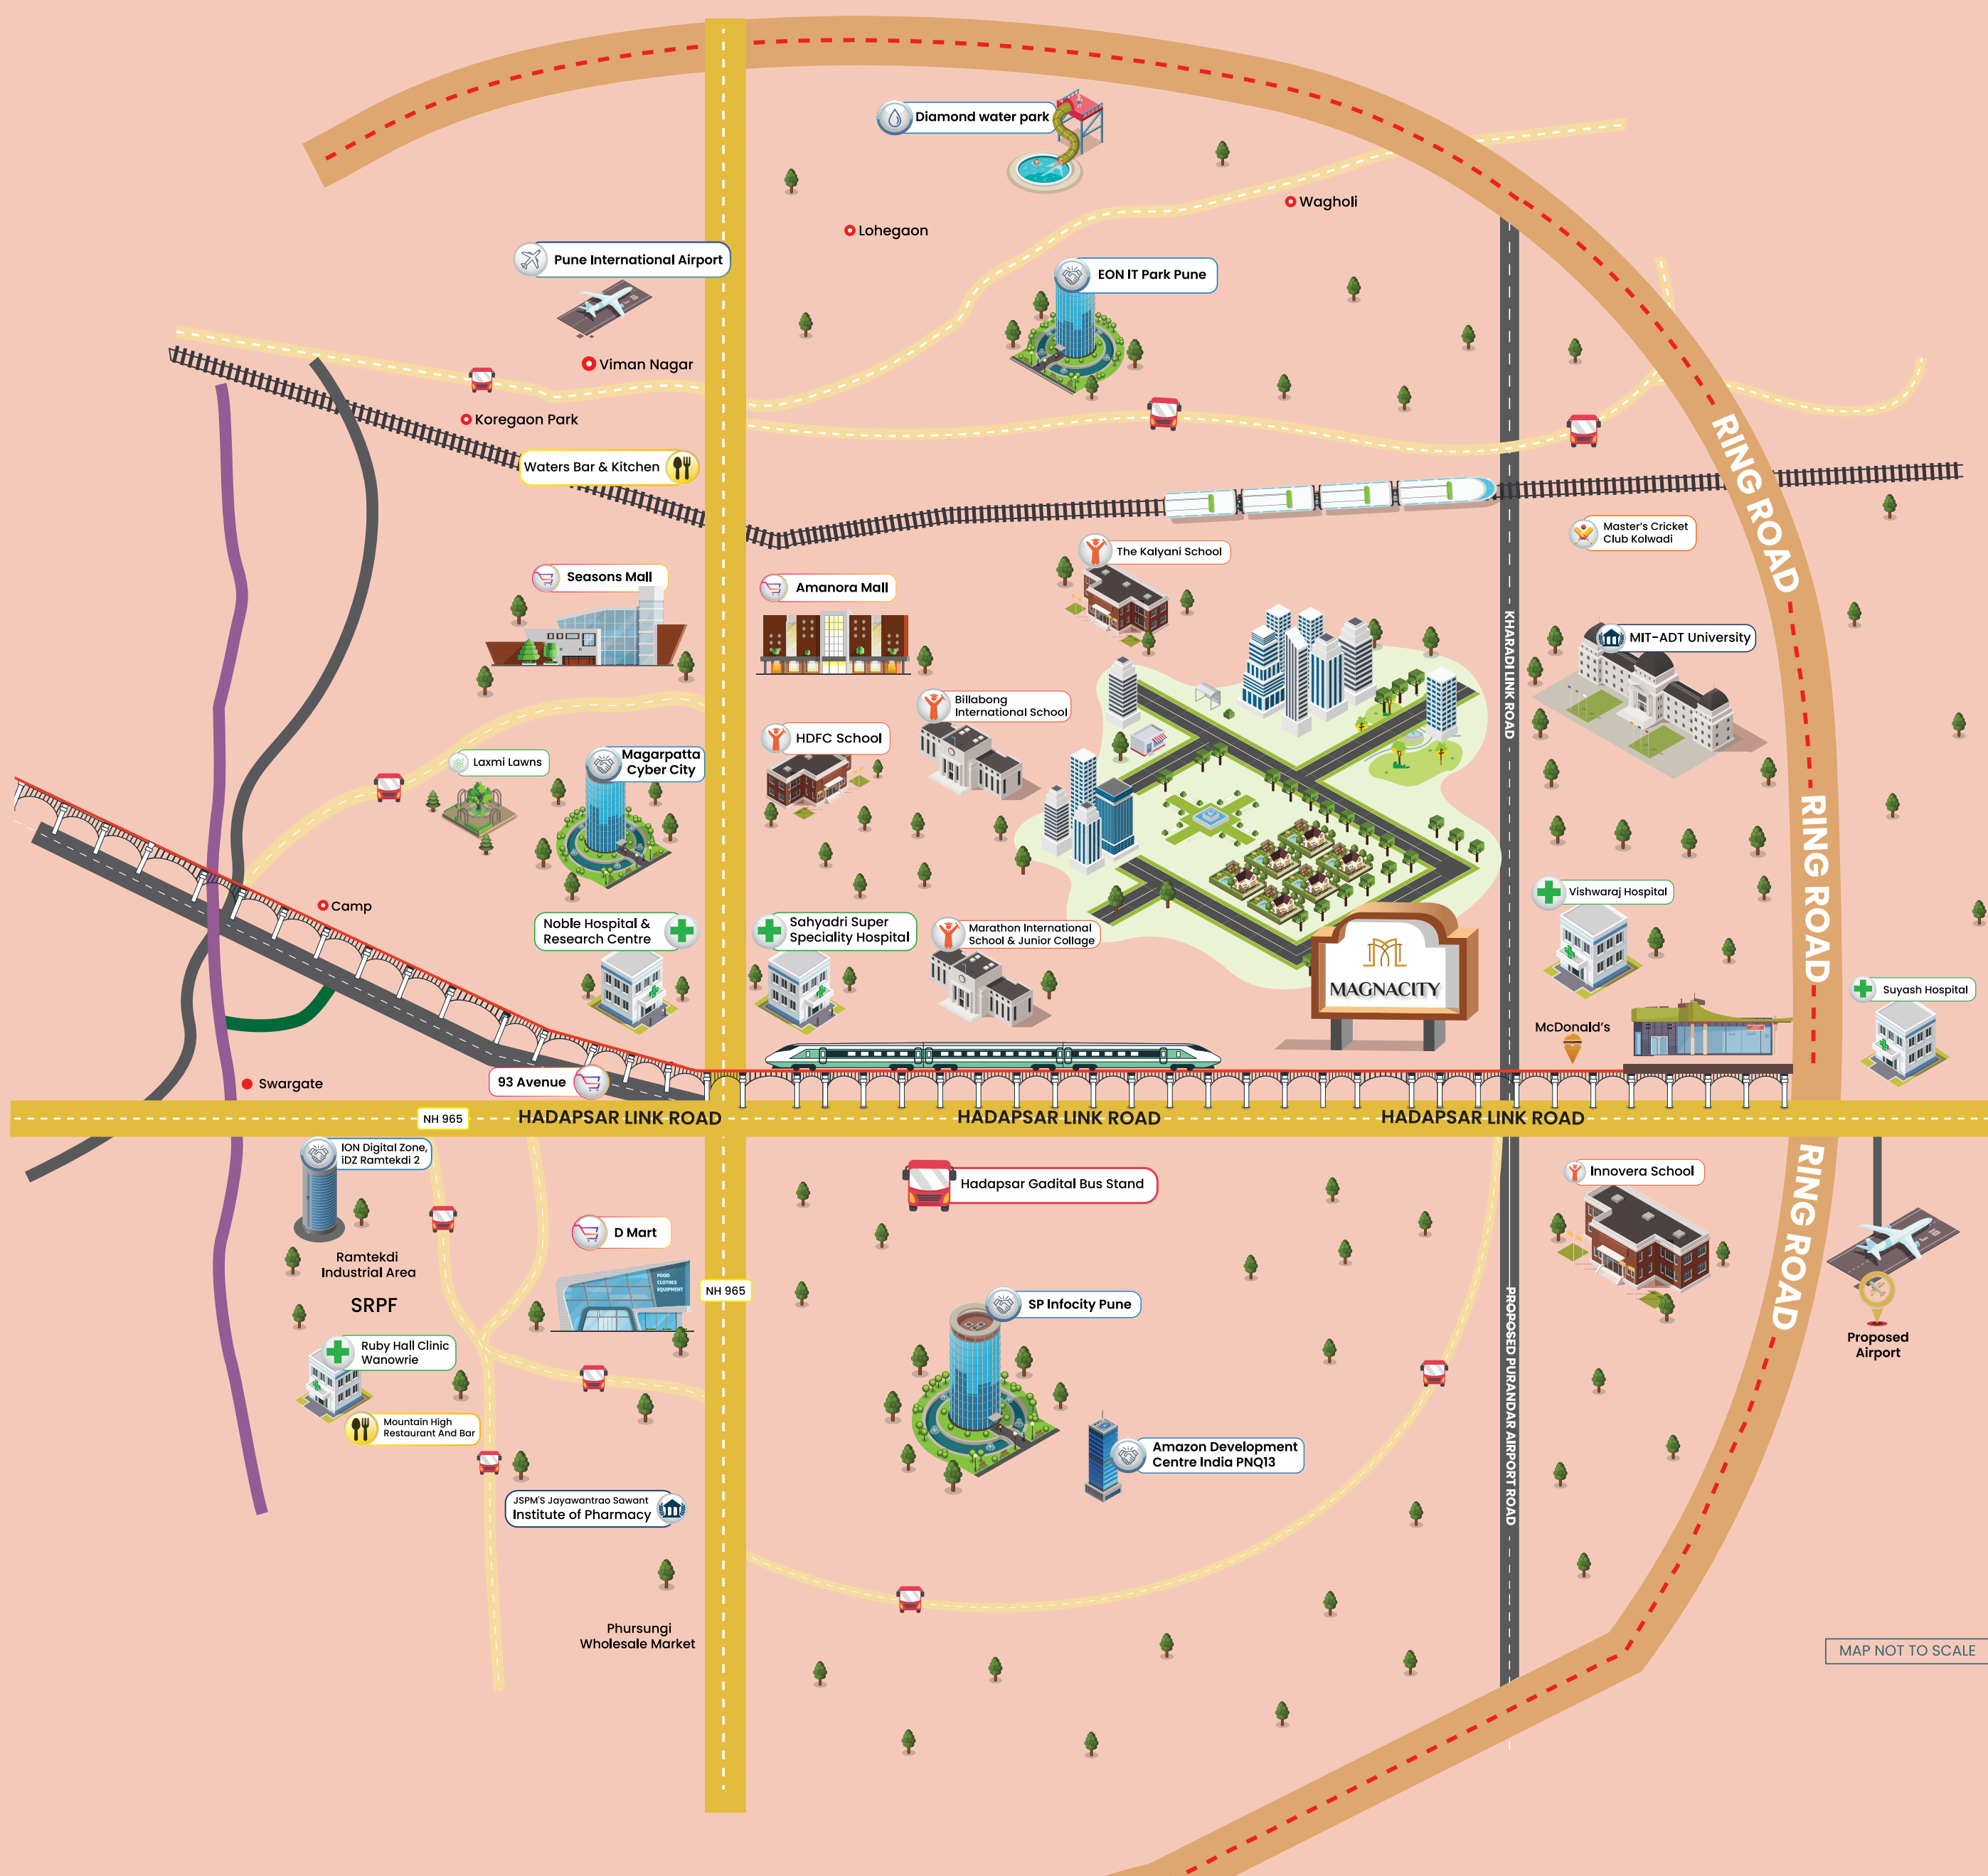 Diamond water park
Wagholi
Lohegaon
Pune International Airport
EON IT Park Pune
Viman Nagar
Koregaon Park
RING ROAD
Waters Bar & Kitchen
Master's Cricket
Club Kolwadi
The Kalyani School
Seasons Mall
Amanora Mall
KHARADI LINK ROAD
MIT-ADT University
Billabong
International School
HDFC School
Magarpatta
Cyber City
Laxmi Lawns
RING ROAD
Vishwaraj Hospital
Camp
Noble Hospital &
Research Centre
Sahyadri Super
Speciality Hospital
Marathon International
School & Junior Collage
MAGNACITY
Suyash Hospital
McDonald's
Swargate
93 Avenue
NH 965
HADAPSAR LINK ROAD
HADAPSAR LINK ROAD
HADAPSAR LINK ROAD
ION Digital Zone,
iDZ Ramtekdi 2
Hadapsar Gadital Bus Stand
Innovera School
RING ROAD
D Mart
Ramtekdi
Industrial Area
FOOD
CLOTHES
EQUIPMENT
NH 965
SRPF
SP Infocity Pune
PROPOSED PURANDAR AIRPORT ROAD
Proposed
Airport
Ruby Hall Clinic
Wanowrie
Mountain High
Restaurant And Bar
Amazon Development
Centre India PNQ13
JSPM'S Jayawantrao Sawant
Institute of Pharmacy
Phursungi
Wholesale Market
MAP NOT TO SCALE